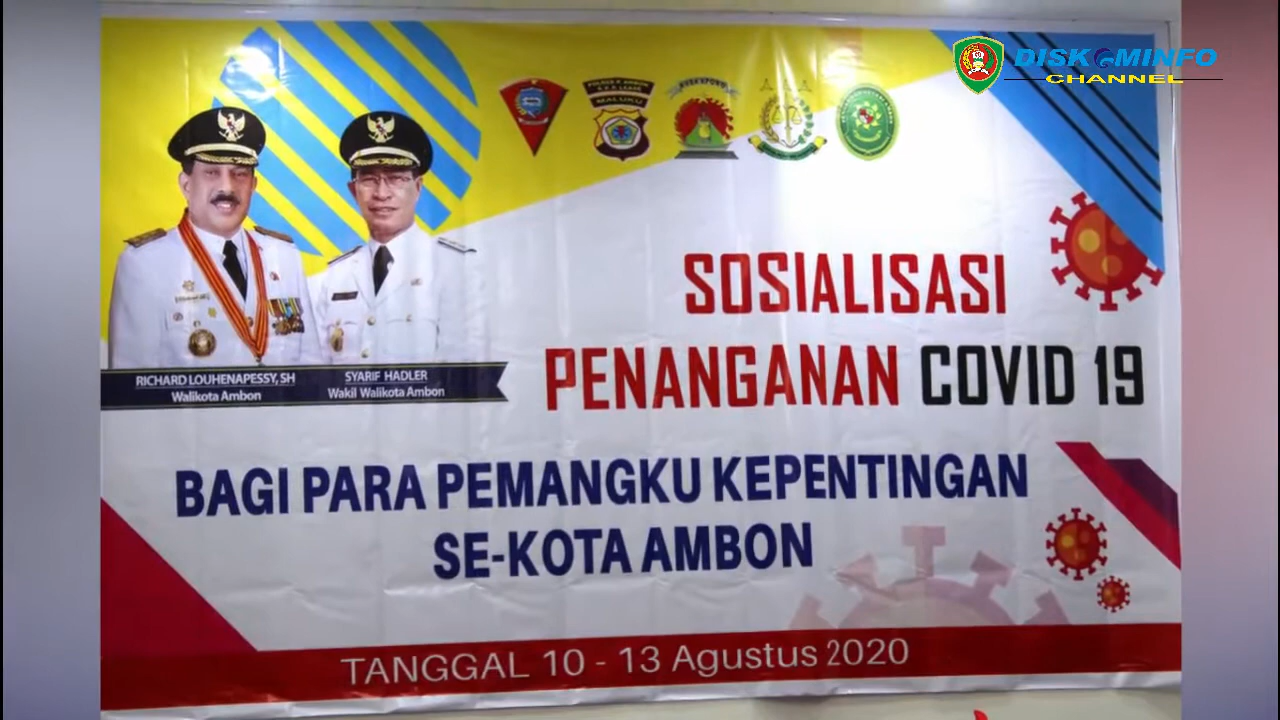 DISKOMINFO
CHANNEL
MALUKU
SOSIALISASI
PENANGANAN COVID 19
RICHARD LOUHENAPESSY, SH
Walikota Ambon
SYARIF HADLER
Wakil Walikota Ambon
BAGI PARA PEMANGKU KEPENTINGAN
SE-KOTA AMBON
TANGGAL 10 - 13 Agustus 2020